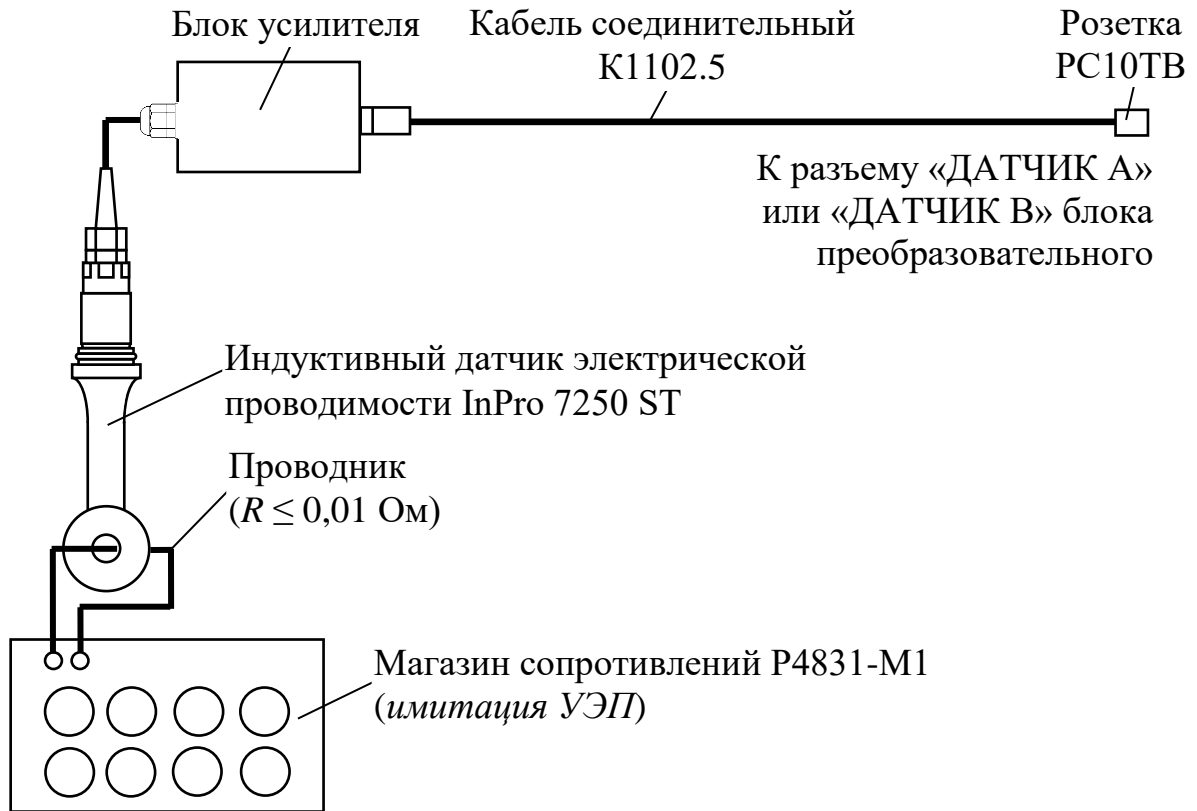 Блок усилителя
Кабель соединительный
К1102.5
Розетка
РС10ТВ
К разъему «ДАТЧИК А»
или «ДАТЧИК В» блока
преобразовательного
Индуктивный датчик электрической
проводимости InPro 7250 ST
Проводник
(R ≤ 0,01 Ом)
Магазин сопротивлений Р4831-М1
(имитация УЭП)